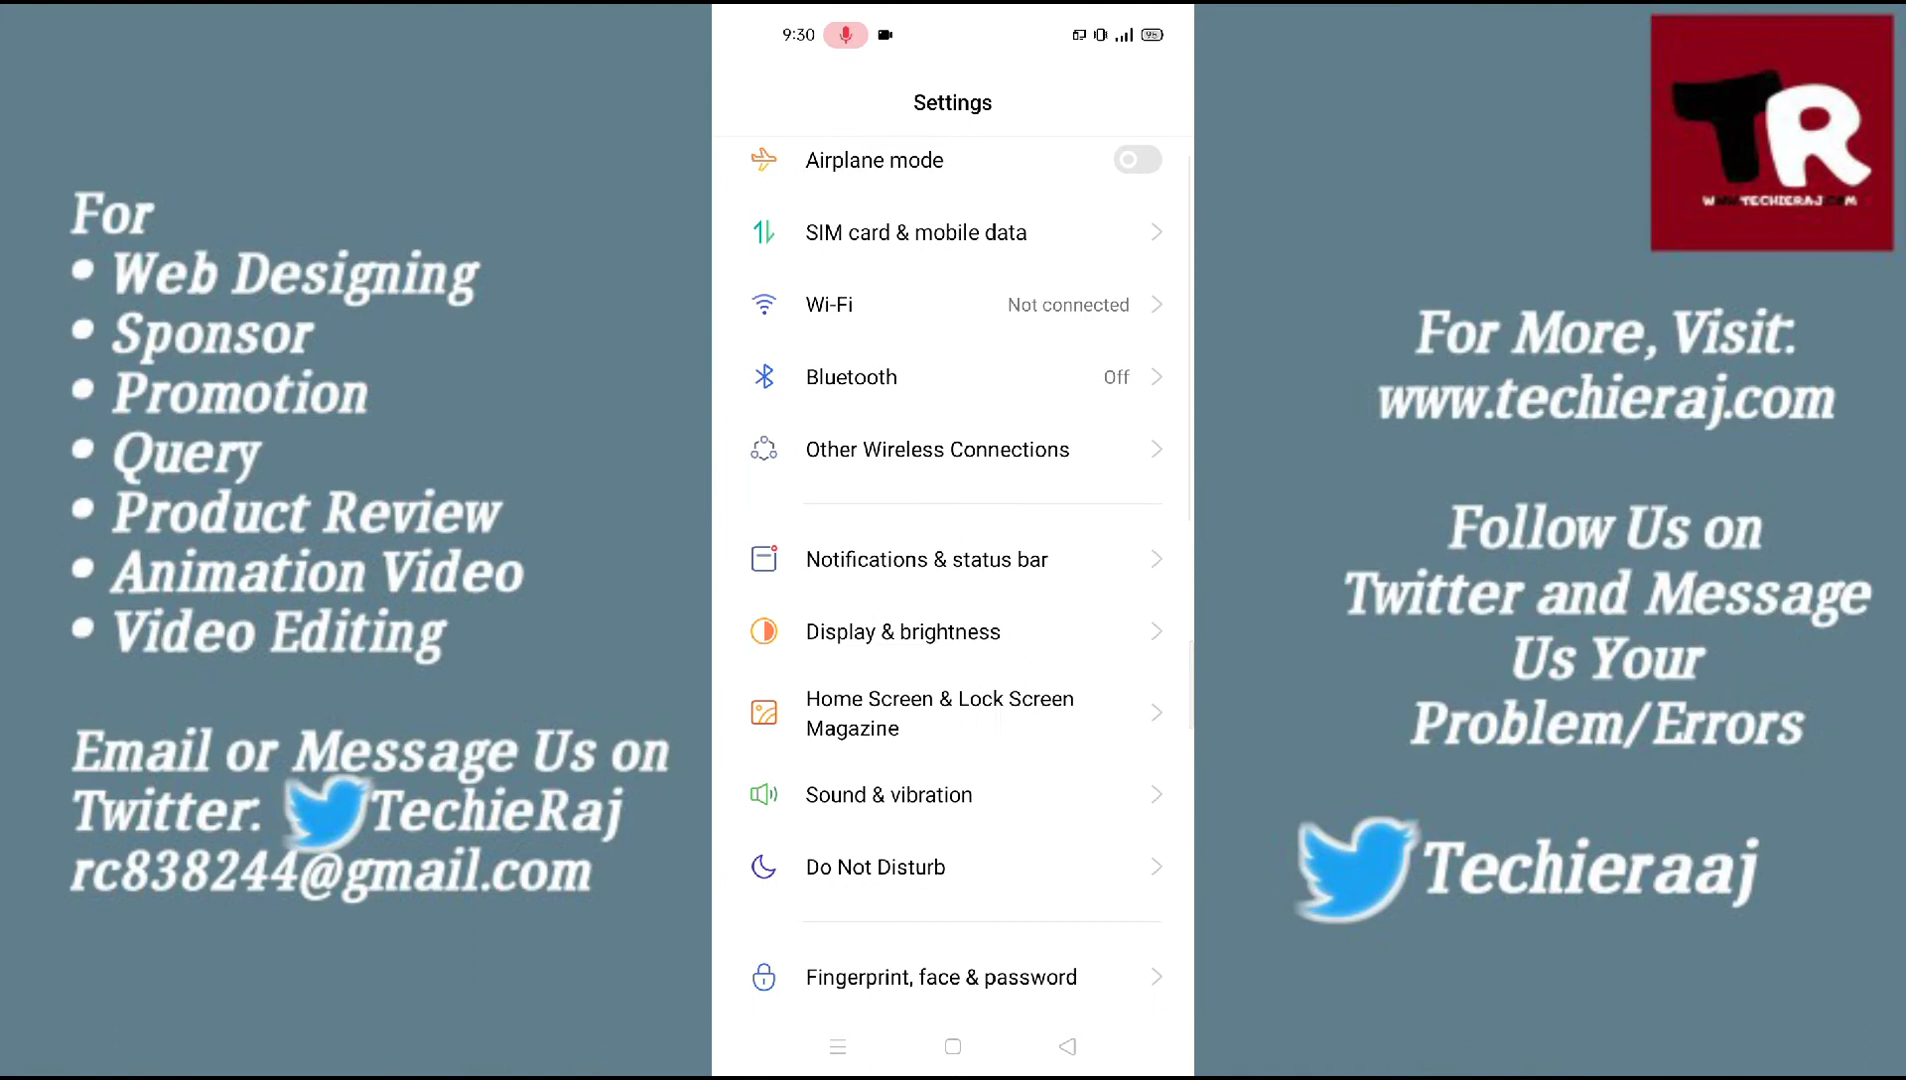 For
• Web Designing
• Sponsor
• Promotion
• Query
• Product Review
• Animation Video
• Video Editing
Email or Message Us on
Twitter: TechieRaj
rc838244@gmail.com
9:30
95
Settings
Airplane mode
SIM card & mobile data
Wi-Fi Not connected
Bluetooth Off
Other Wireless Connections
Notifications & status bar
Display & brightness
Home Screen & Lock Screen
Magazine
Sound & vibration
Do Not Disturb
Fingerprint, face & password
TR
WWW.TECHIERAJ.COM
For More, Visit:
www.techieraj.com
Follow Us on
Twitter and Message
Us Your
Problem/Errors
Techieraaj